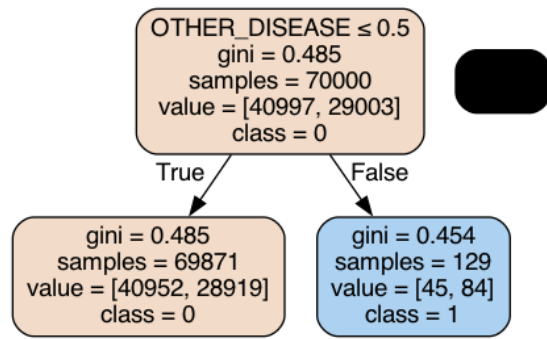 OTHER_DISEASE ≤ 0.5
gini = 0.485
samples = 70000
value = [40997, 29003]
class = 0
True
False
gini = 0.485
samples = 69871
value = [40952, 28919]
class = 0
gini = 0.454
samples = 129
value = [45, 84]
class = 1